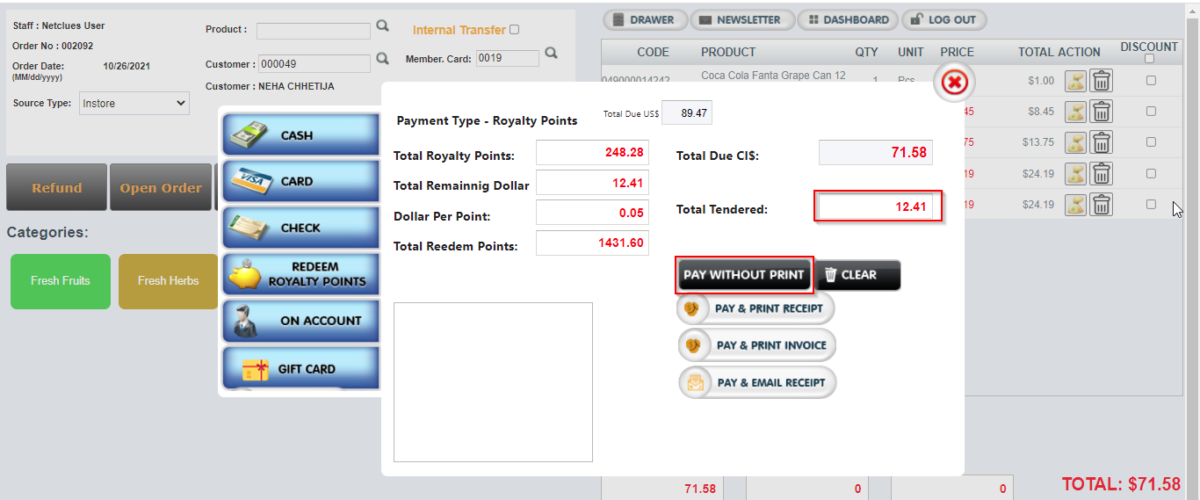 Staff : Netclues User
Order No : 002092
Order Date: 10/26/2021
(MM/dd/yyyy)
Source Type: Instore
Product :
Customer : 000049
Customer : NEHA CHHETIJA
Internal Transfer
Member. Card: 0019
DRAWER NEWSLETTER DASHBOARD LOG OUT
CODE PRODUCT QTY UNIT PRICE TOTAL ACTION DISCOUNT
049000014242 Coca Cola Fanta Grape Can 12 1 Pcs $1.00
45 $8.45
75 $13.75
19 $24.19
19 $24.19
Refund Open Order
Categories:
Fresh Fruits Fresh Herbs
CASH
CARD
CHECK
REDEEM
ROYALTY POINTS
ON ACCOUNT
GIFT CARD
Payment Type - Royalty Points Total Due US$ 89.47
Total Royalty Points: 248.28
Total Remainnig Dollar 12.41
Dollar Per Point: 0.05
Total Reedem Points: 1431.60
Total Due CI$: 71.58
Total Tendered: 12.41
PAY WITHOUT PRINT CLEAR
PAY & PRINT RECEIPT
PAY & PRINT INVOICE
PAY & EMAIL RECEIPT
71.58 0 0 TOTAL: $71.58